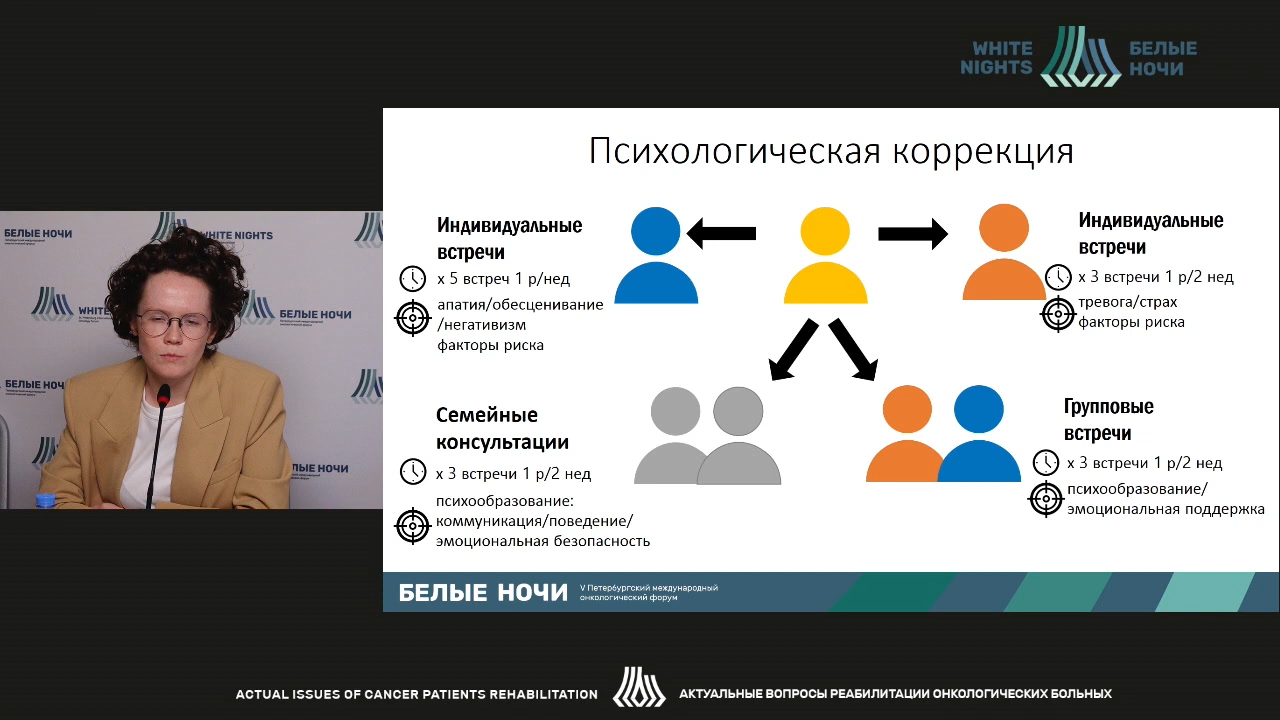 WHITE
NIGHTS
БЕЛЫЕ
НОЧИ
Психологическая коррекция
Индивидуальные
встречи
х 5 встреч 1 р/нед
апатия/обесценивание
/негативизм
факторы риска
Индивидуальные
встречи
х 3 встречи 1 р/2 нед
тревога/страх
факторы риска
Семейные
консультации
х 3 встречи 1 р/2 нед
психообразование:
коммуникация/поведение/
эмоциональная безопасность
Групповые
встречи
х 3 встречи 1 р/2 нед
психообразование/
эмоциональная поддержка
БЕЛЫЕ НОЧИ
V Петербургский международный
онкологический форум
БЕЛЫЕ НОЧИ
WHITE NIGHTS
WHITE
БЕЛЫЕ НОЧИ
БЕЛЫЕ НОЧИ
ACTUAL ISSUES OF CANCER PATIENTS REHABILITATION
АКТУАЛЬНЫЕ ВОПРОСЫ РЕАБИЛИТАЦИИ ОНКОЛОГИЧЕСКИХ БОЛЬНЫХ